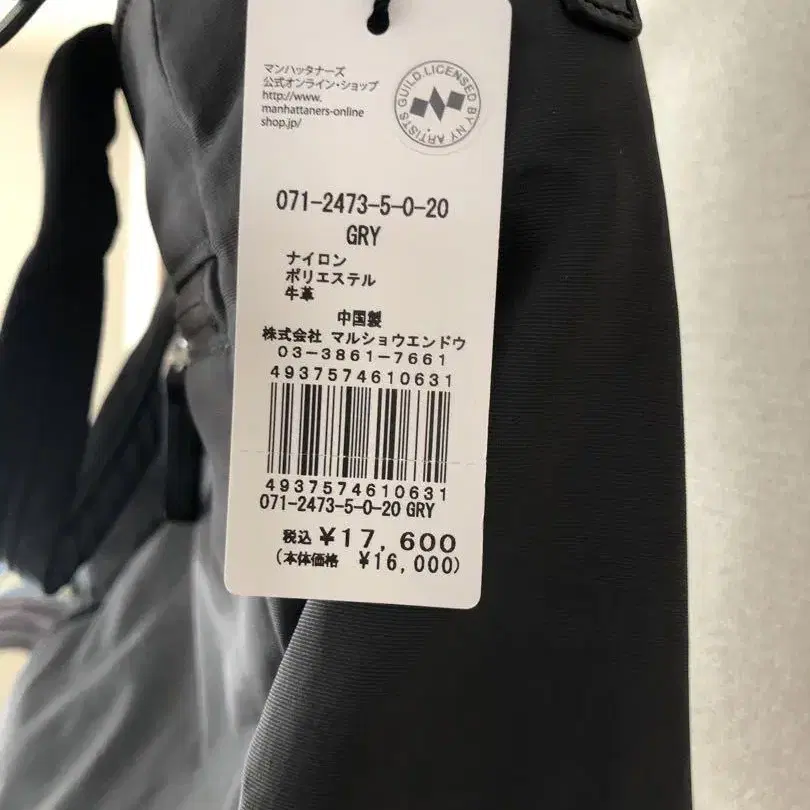 マンハッタナーズ
公式オンライン・ショップ
http://www.
manhattaners-online
shop.jp/
GUILD.LICENSED BY NY ARTISTS
071-2473-5-0-20
GRY
ナイロン
ポリエステル
牛革
中国製
株式会社 マルショウエンドウ
03-3861-7661
4937574610631
4937574610631
071-2473-5-0-20 GRY
税込 ¥17,600
(本体価格 ¥16,000)